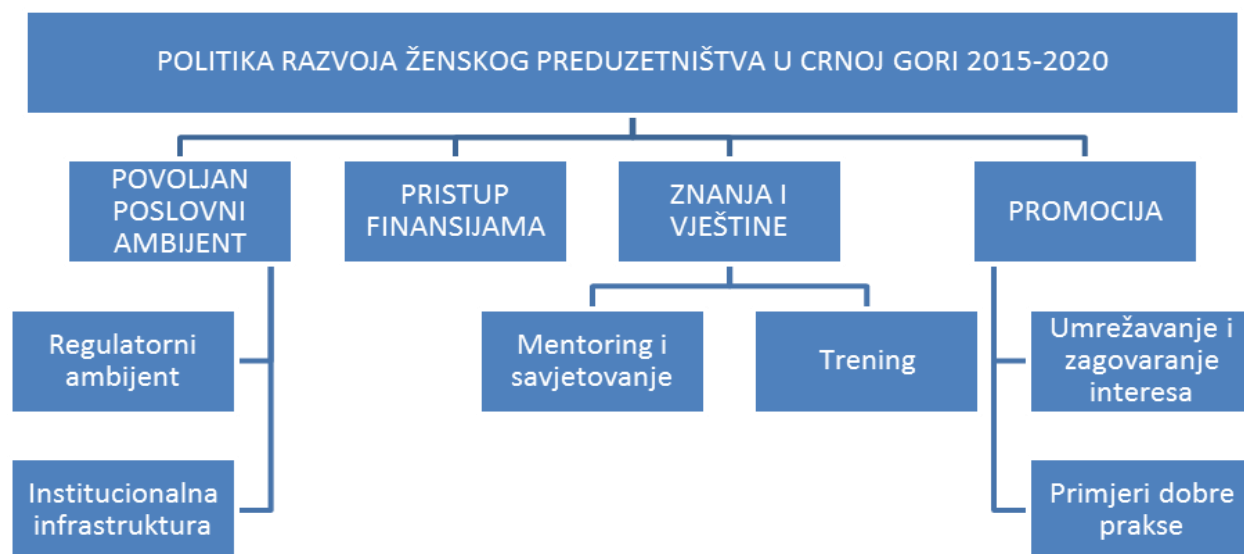 POLITIKA RAZVOJA ŽENSKOG PREDUZETNIŠTVA U CRNOJ GORI 2015-2020
POVOLJAN
POSLOVNI
AMBIJENT
PRISTUP
FINANSIJAMA
ZNANJA I
VJEŠTINE
PROMOCIJA
Regulatorni
ambijent
Mentoring i
savjetovanje
Trening
Umrežavanje i
zagovaranje
interesa
Institucionalna
infrastruktura
Primjeri dobre
prakse